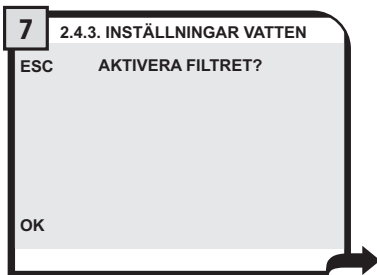 7
2.4.3. INSTÄLLNINGAR VATTEN
ESC AKTIVERA FILTRET?
OK